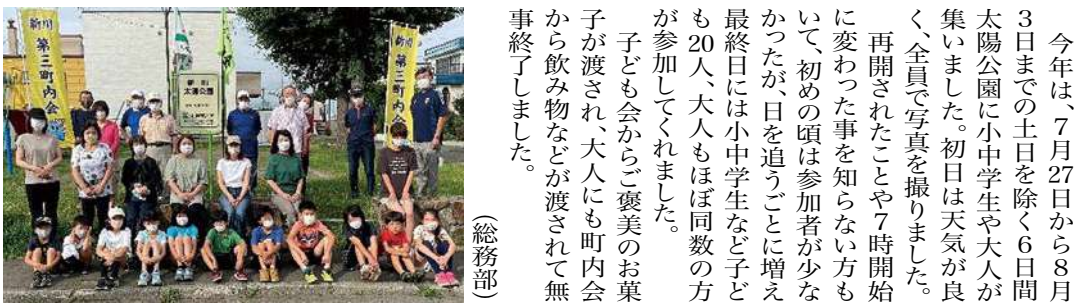 今年は、7月27日から8月
3日までの土日を除く6日間
太陽公園に小中学生や大人が
集いました。初日は天気が良
く、全員で写真を撮りました。
再開されたことや7時開始
に変わった事を知らない方も
いて、初めの頃は参加者が少な
かったが、日を追うごとに増え
最終日には小中学生など子ど
も20人、大人もほぼ同数の方
が参加してくれました。
子ども会からご褒美のお菓
子が渡され、大人にも町内会
から飲み物などが渡されて無
事終了しました。
(総務部)
新川
第三町内会
新川
太陽公園
新川
第三町内会